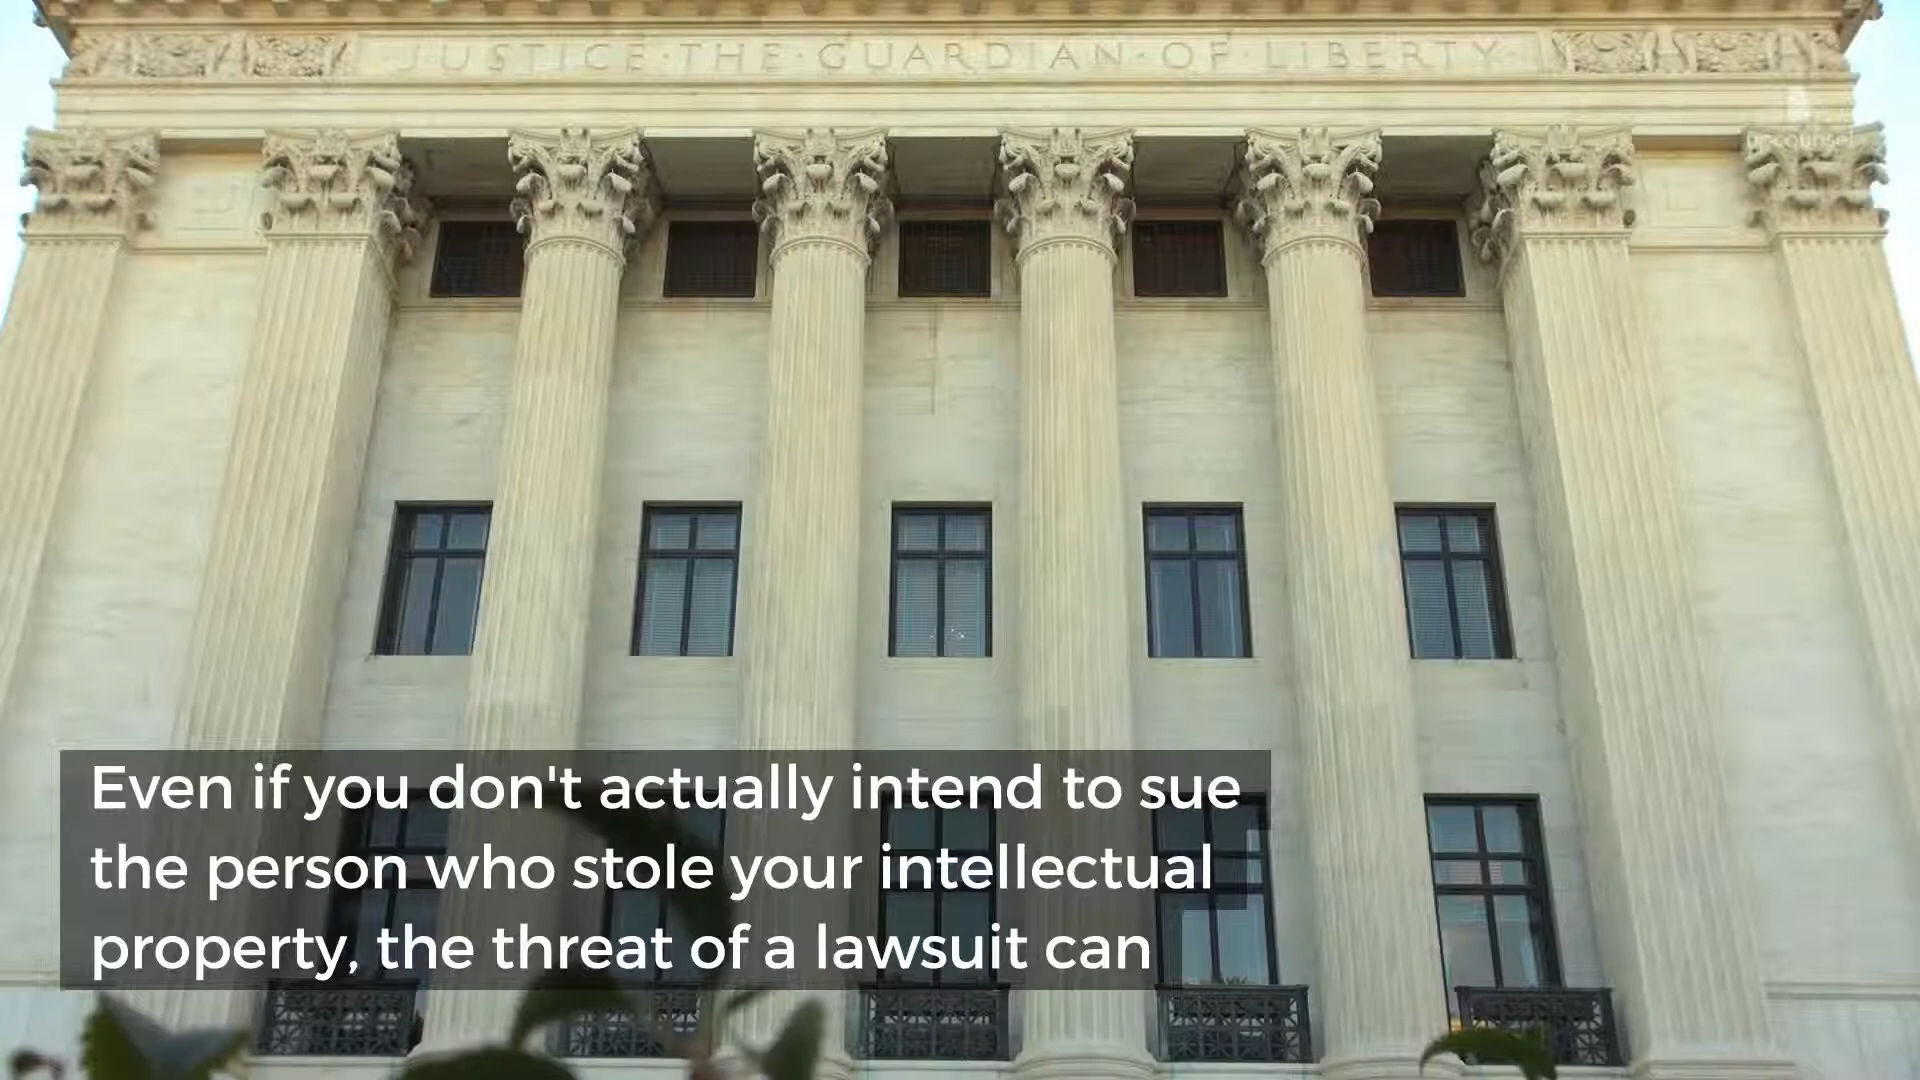 JUSTICE·THE·GUARDIAN·OF·LIBERTY
upcounsel
Even if you don't actually intend to sue
the person who stole your intellectual
property, the threat of a lawsuit can